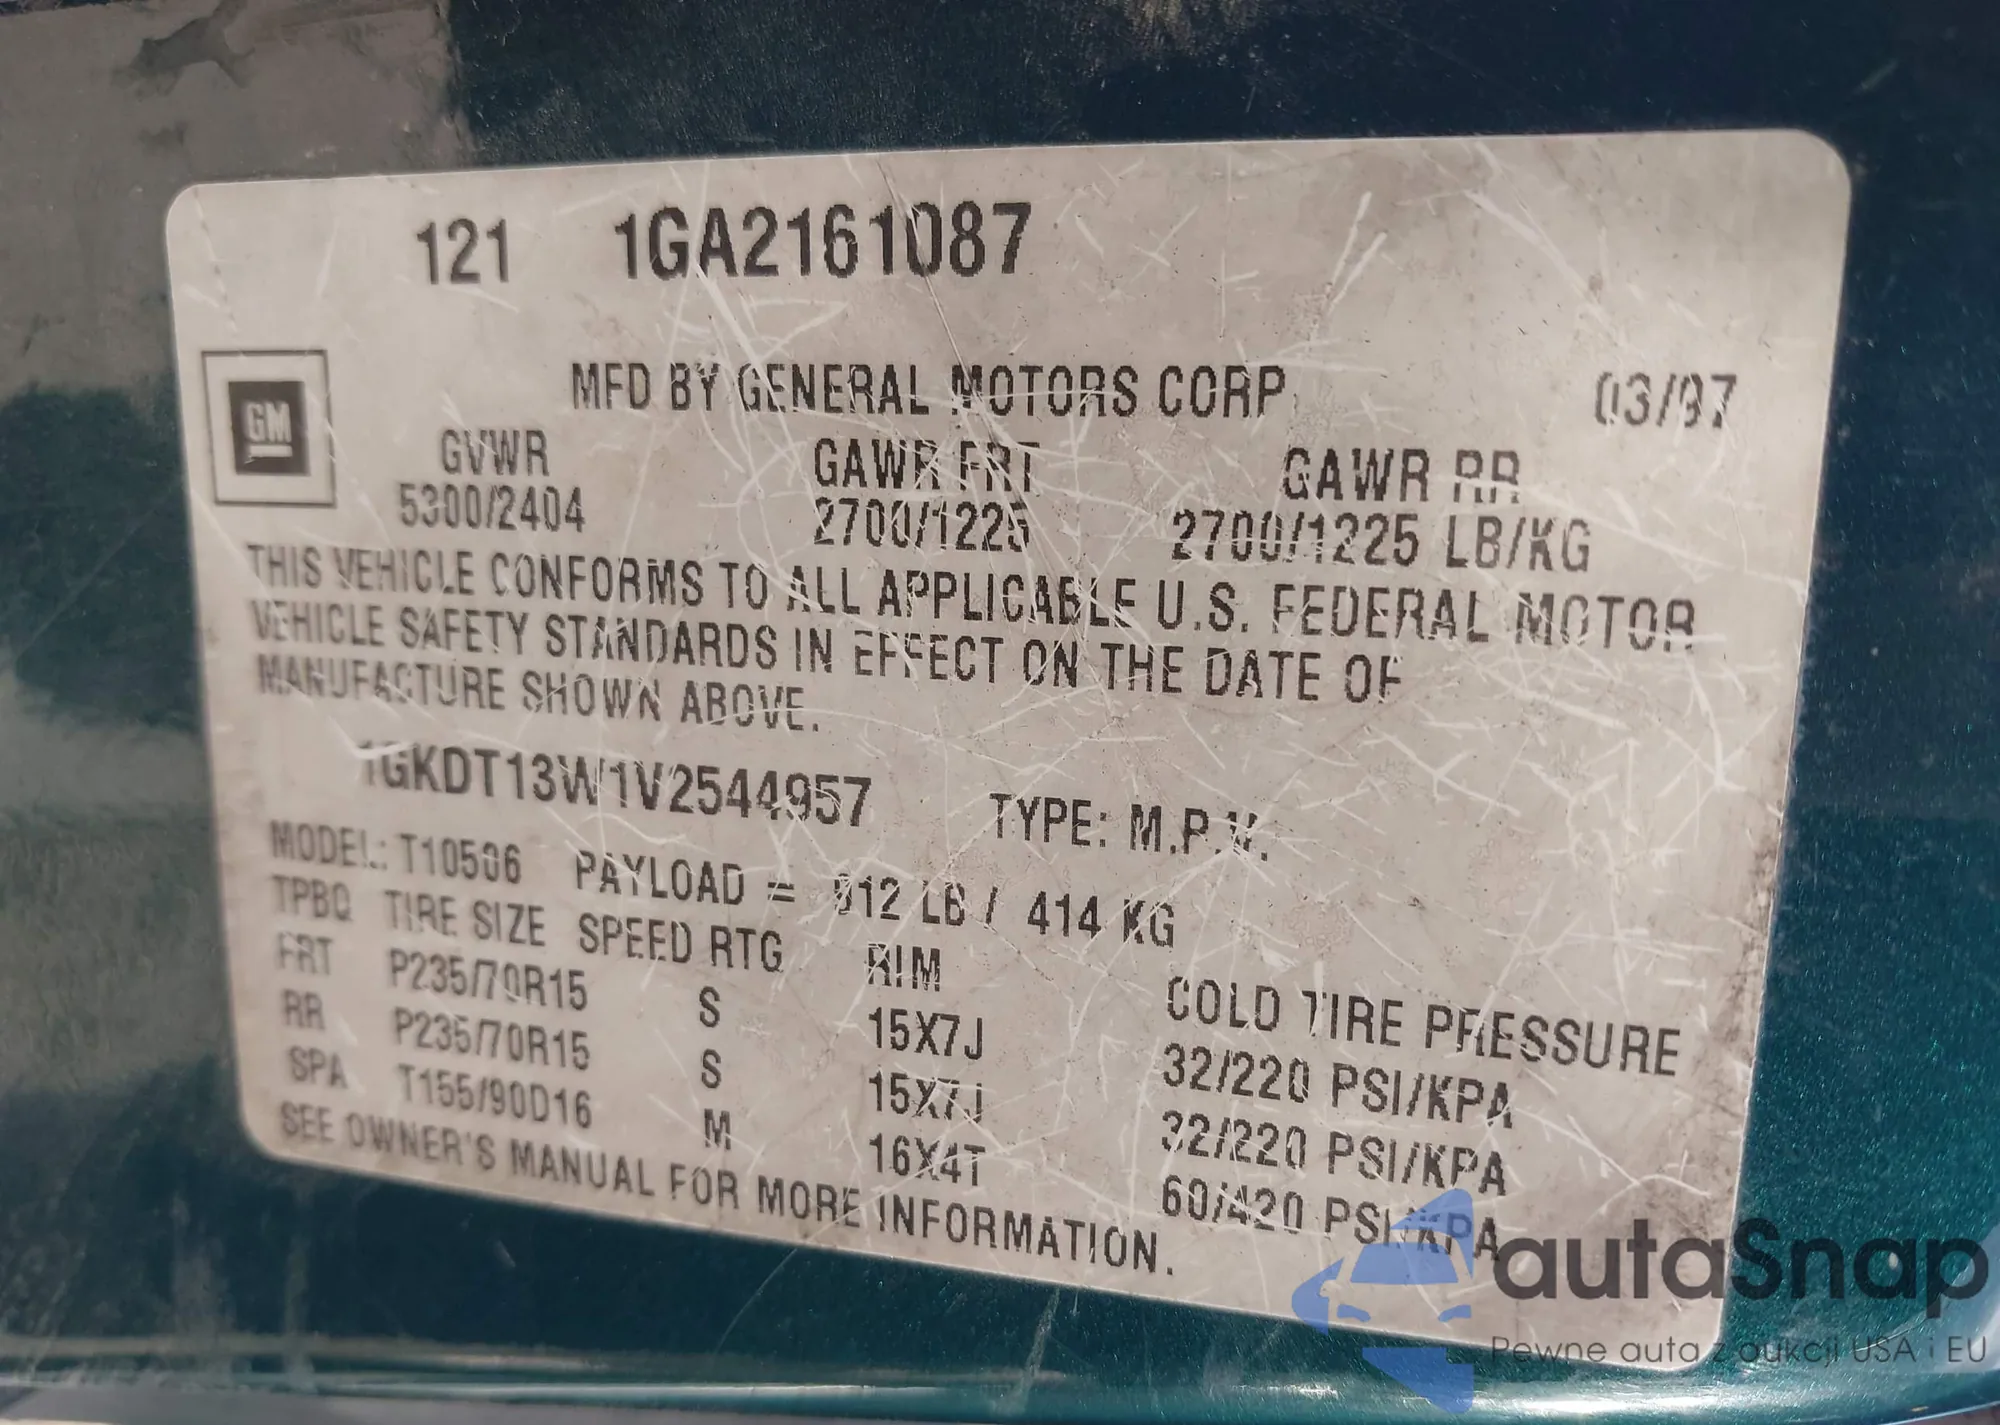 121 1GA2161087
GM
MFD BY GENERAL MOTORS CORP 03/97
GVWR GAWR FRT GAWR RR
5300/2404 2700/1225 2700/1225 LB/KG
THIS VEHICLE CONFORMS TO ALL APPLICABLE U.S. FEDERAL MOTOR
VEHICLE SAFETY STANDARDS IN EFFECT ON THE DATE OF
MANUFACTURE SHOWN ABOVE.
1GKDT13W1V2544957 TYPE: M.P.V.
MODEL: T10506 PAYLOAD = 912 LB / 414 KG
TPBQ TIRE SIZE SPEED RTG RIM COLD TIRE PRESSURE
FRT P235/70R15 S 15X7J 32/220 PSI/KPA
RR P235/70R15 S 15X7J 32/220 PSI/KPA
SPA T155/90D16 M 16X4T 60/420 PSI/KPA
SEE OWNER'S MANUAL FOR MORE INFORMATION.
autaSnap
Pewne auta z aukcji USA i EU